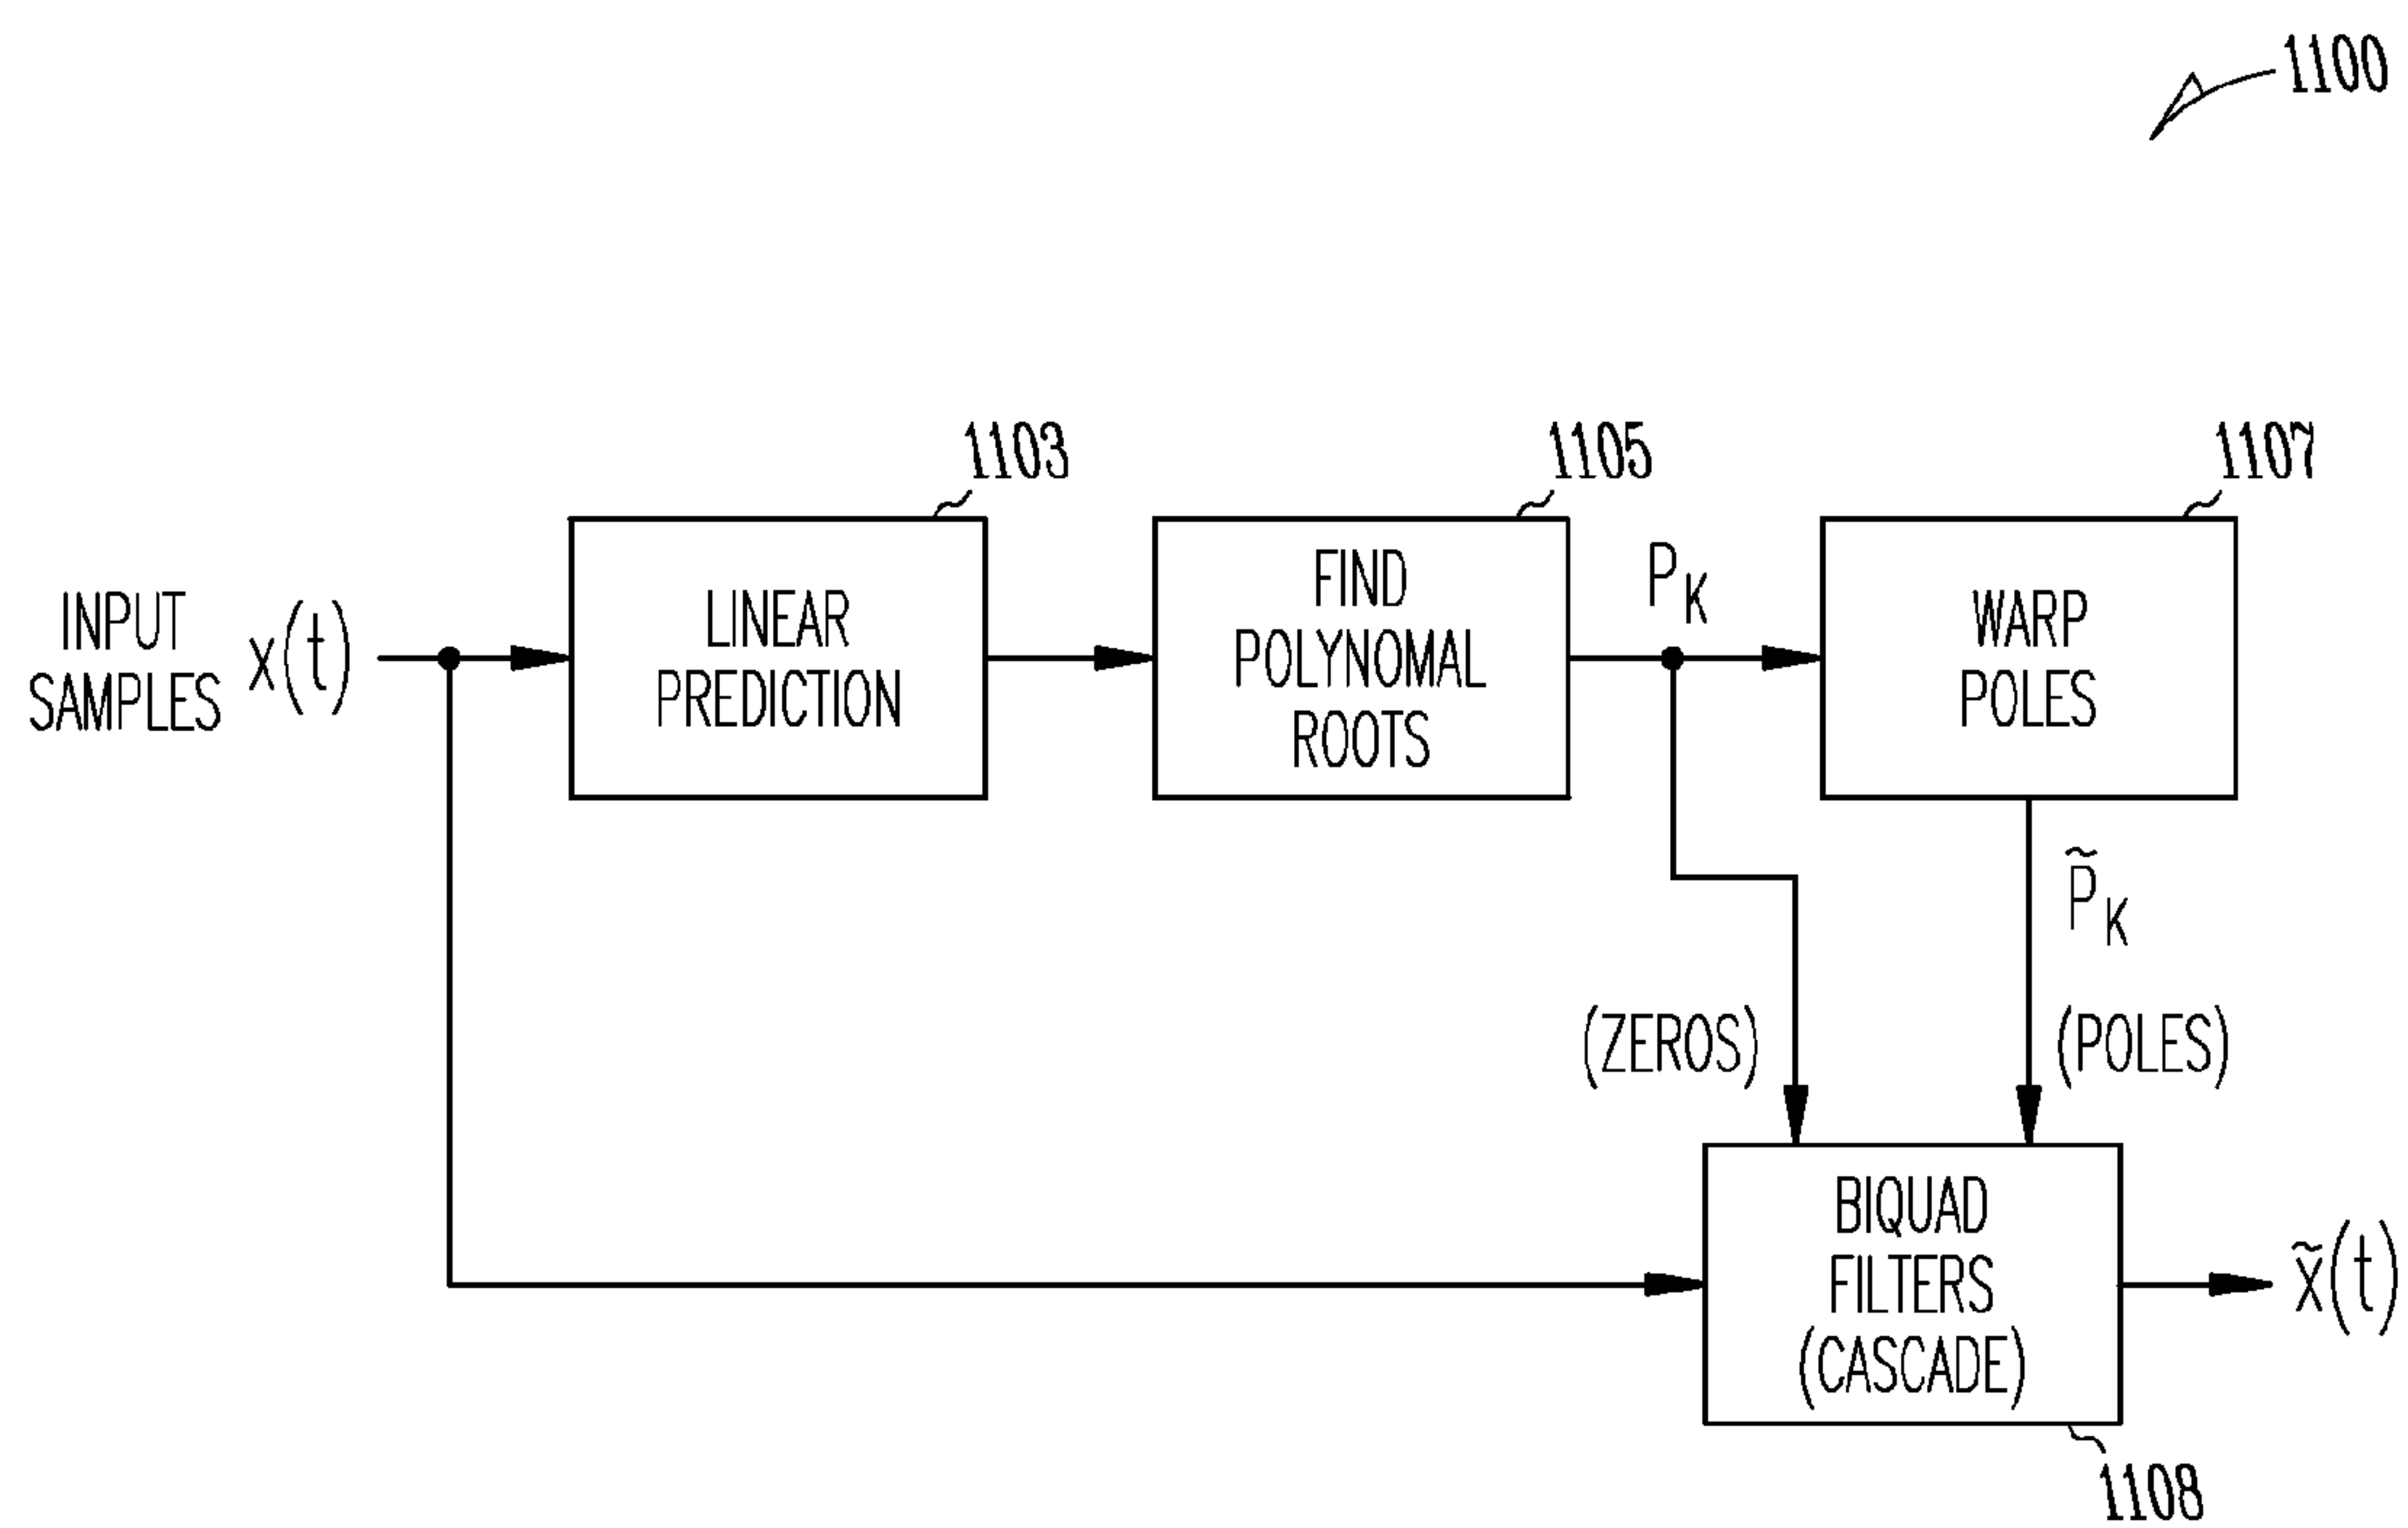 1100
1103
1105
1107
INPUT
SAMPLES
x(t)
LINEAR
PREDICTION
FIND
POLYNOMAL
ROOTS
P_K
WARP
POLES
P̃_K
(ZEROS)
(POLES)
BIQUAD
FILTERS
(CASCADE)
x̃(t)
1108